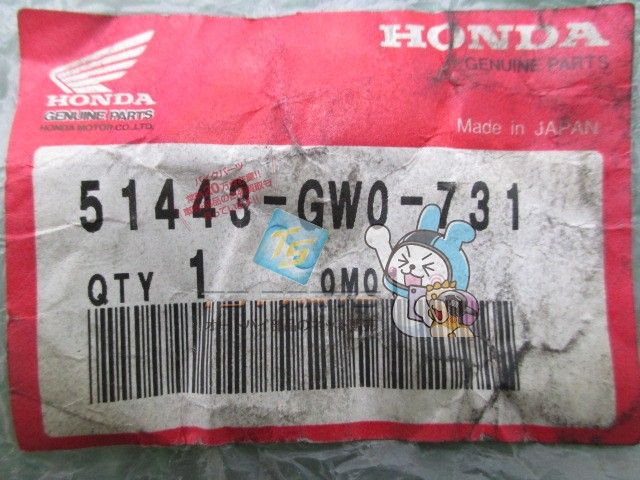 HONDA
GENUINE PARTS
HONDA
GENUINE PARTS
HONDA MOTOR CO.,LTD.
Made in JAPAN
51443-GW0-731
QTY 1 OMO
TS